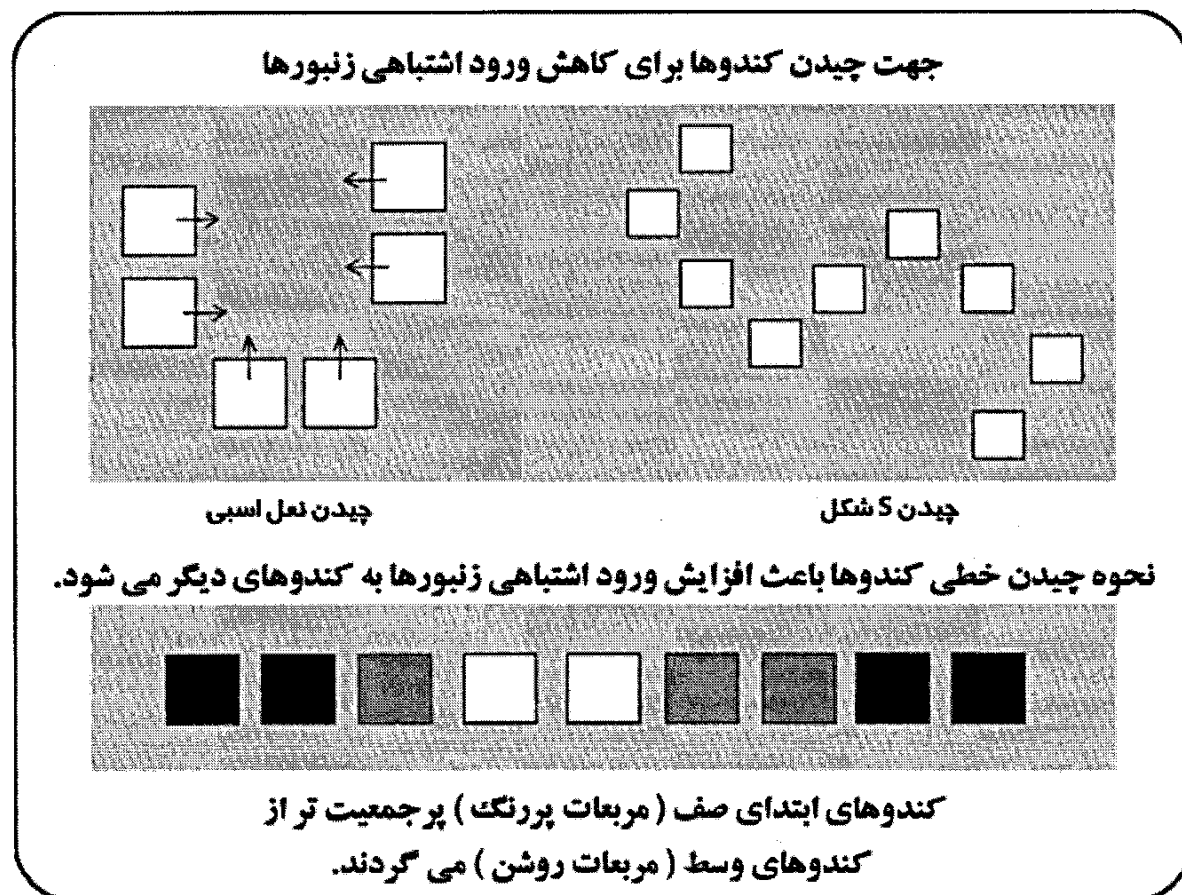 جهت چیدن کندوها برای کاهش ورود اشتباهی زنبورها
چیدن نعل اسبی
چیدن S شکل
نحوه چیدن خطی کندوها باعث افزایش ورود اشتباهی زنبورها به کندوهای دیگر می شود.
کندوهای ابتدای صف ( مربعات پررنگ ) پرجمعیت تر از
کندوهای وسط ( مربعات روشن ) می گردند.